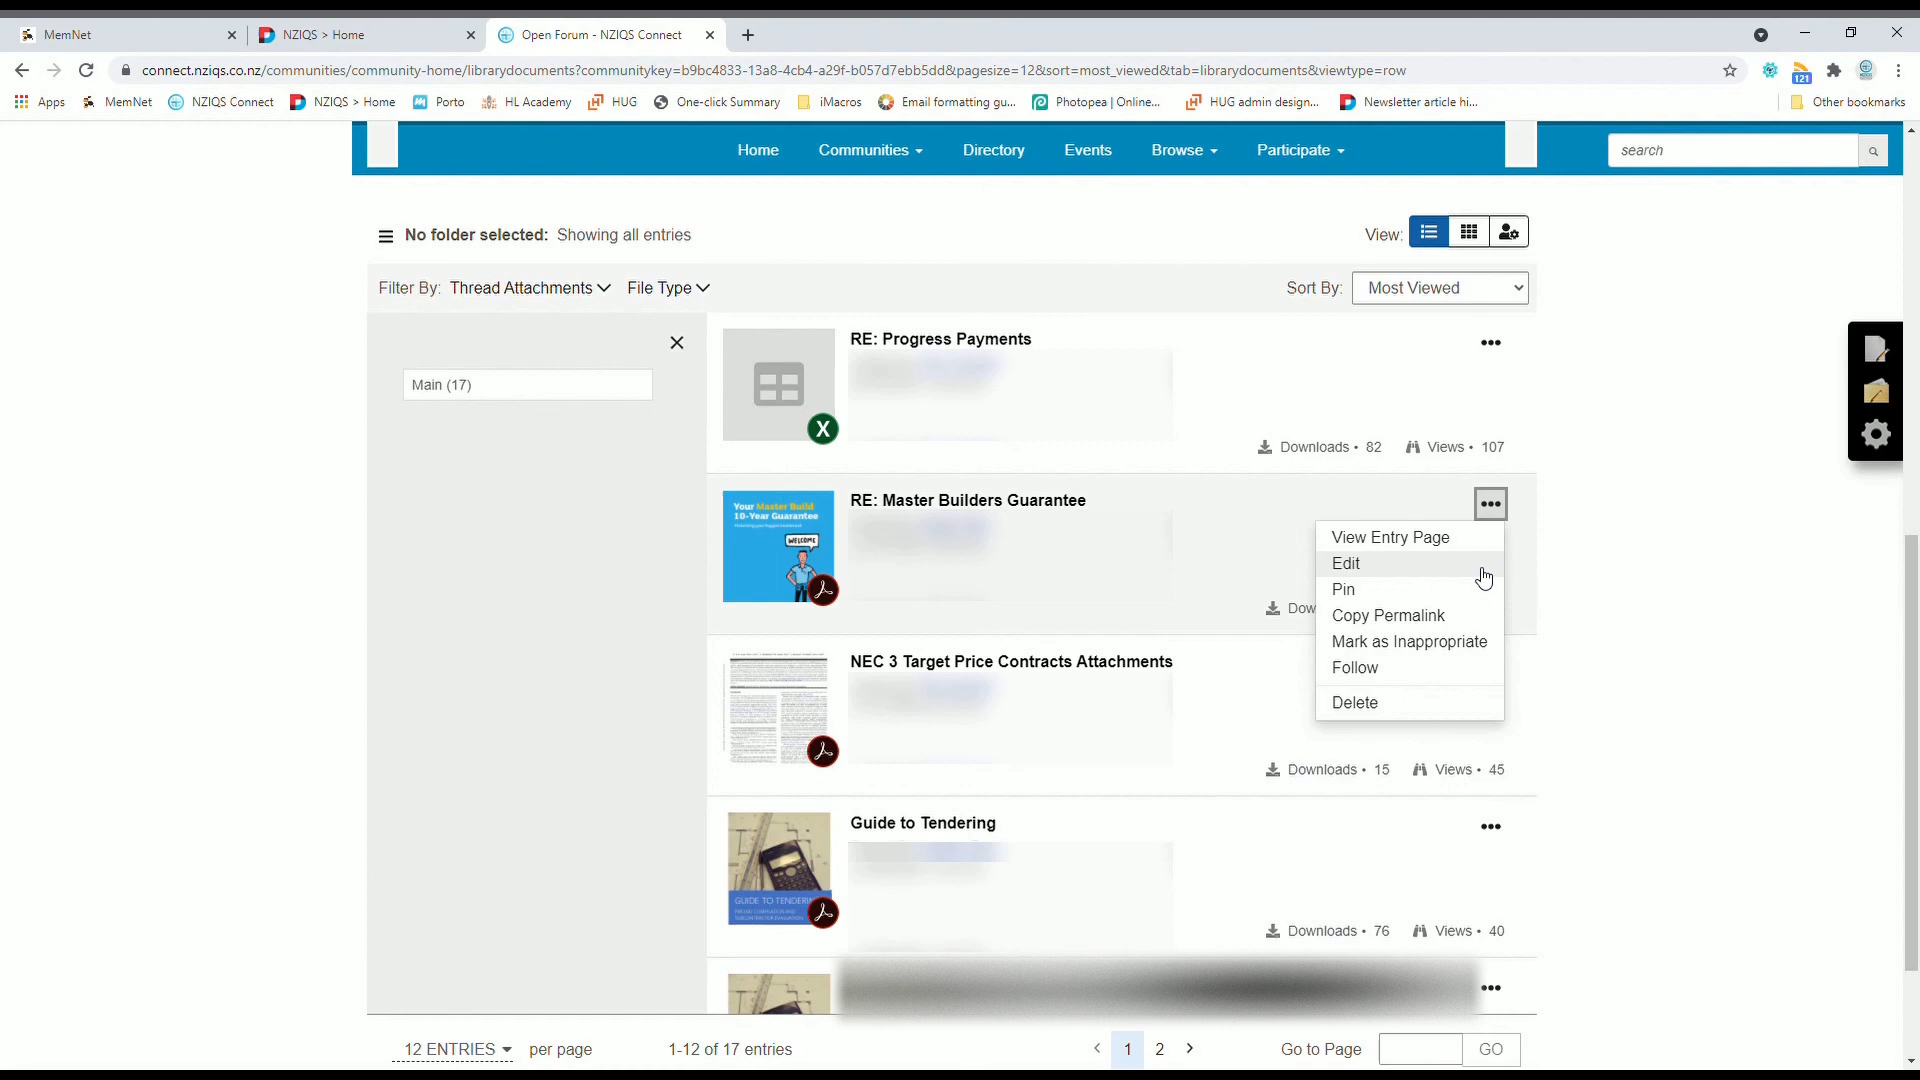 MemNet
NZIQS > Home
Open Forum - NZIQS Connect
connect.nziqs.co.nz/communities/community-home/librarydocuments?communitykey=b9bc4833-13a8-4cb4-a29f-b057d7ebb5dd&pagesize=12&sort=most_viewed&tab=librarydocuments&viewtype=row
121
Apps MemNet NZIQS Connect NZIQS > Home Porto HL Academy HUG One-click Summary iMacros Email formatting gu... Photopea | Online... HUG admin design... Newsletter article hi... Other bookmarks
Home Communities Directory Events Browse Participate search
No folder selected: Showing all entries View:
Filter By: Thread Attachments File Type Sort By: Most Viewed
Main (17)
RE: Progress Payments
X
Downloads • 82 Views • 107
Your Master Build
10-Year Guarantee
WELCOME
RE: Master Builders Guarantee
Dow
View Entry Page
Edit
Pin
Copy Permalink
Mark as Inappropriate
Follow
Delete
NEC 3 Target Price Contracts Attachments
Downloads • 15 Views • 45
Guide to Tendering
GUIDE TO TENDERIN
Downloads • 76 Views • 40
12 ENTRIES per page 1-12 of 17 entries 1 2 Go to Page GO